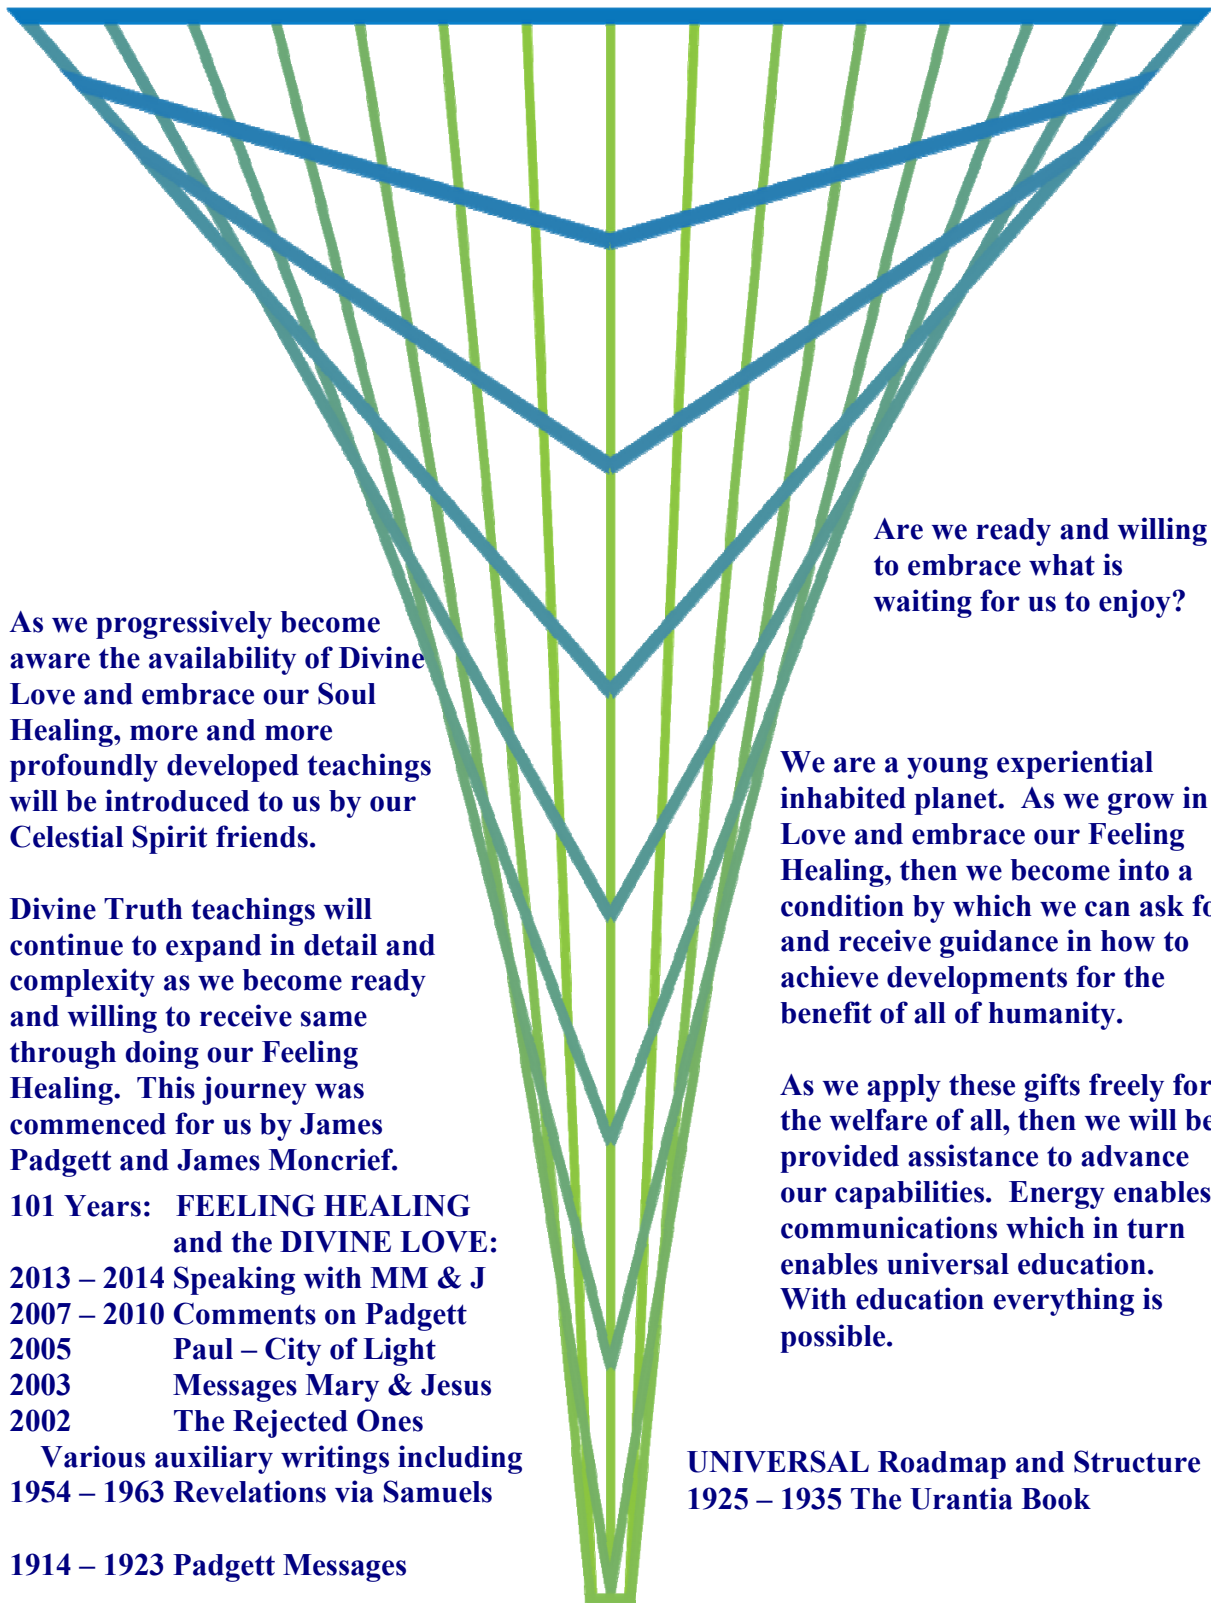 Are we ready and willing
to embrace what is
waiting for us to enjoy?
As we progressively become
aware the availability of Divine
Love and embrace our Soul
Healing, more and more
profoundly developed teachings
will be introduced to us by our
Celestial Spirit friends.
Divine Truth teachings will
continue to expand in detail and
complexity as we become ready
and willing to receive same
through doing our Feeling
Healing.  This journey was
commenced for us by James
Padgett and James Moncrief.
101 Years:   FEELING HEALING
and the DIVINE LOVE:
2013 – 2014 Speaking with MM & J
2007 – 2010 Comments on Padgett
2005 Paul – City of Light
2003 Messages Mary & Jesus
2002 The Rejected Ones
Various auxiliary writings including
1954 – 1963 Revelations via Samuels
1914 – 1923 Padgett Messages
We are a young experiential
inhabited planet.  As we grow in
Love and embrace our Feeling
Healing, then we become into a
condition by which we can ask fo
and receive guidance in how to
achieve developments for the
benefit of all of humanity.
As we apply these gifts freely for
the welfare of all, then we will be
provided assistance to advance
our capabilities.  Energy enables
communications which in turn
enables universal education.
With education everything is
possible.
UNIVERSAL Roadmap and Structure
1925 – 1935 The Urantia Book